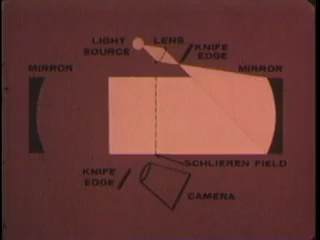 LIGHT SOURCE
LENS
KNIFE EDGE
MIRROR
MIRROR
SCHLIEREN FIELD
KNIFE EDGE
CAMERA